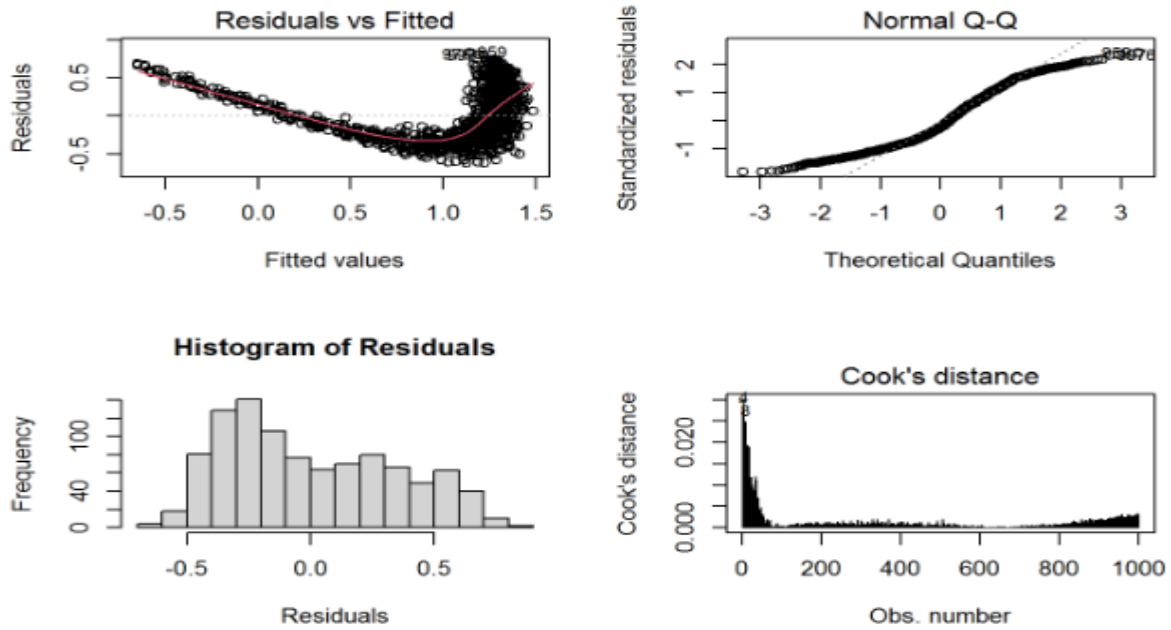 Residuals vs Fitted
Residuals
-0.5
0.5
-0.5
0.0
0.5
1.0
1.5
Fitted values
Normal Q-Q
Standardized residuals
-1
1
2
-3
-2
-1
0
1
2
3
Theoretical Quantiles
Histogram of Residuals
Frequency
0
40
100
-0.5
0.0
0.5
Residuals
Cook's distance
Cook's distance
0.000
0.020
0
200
400
600
800
1000
Obs. number